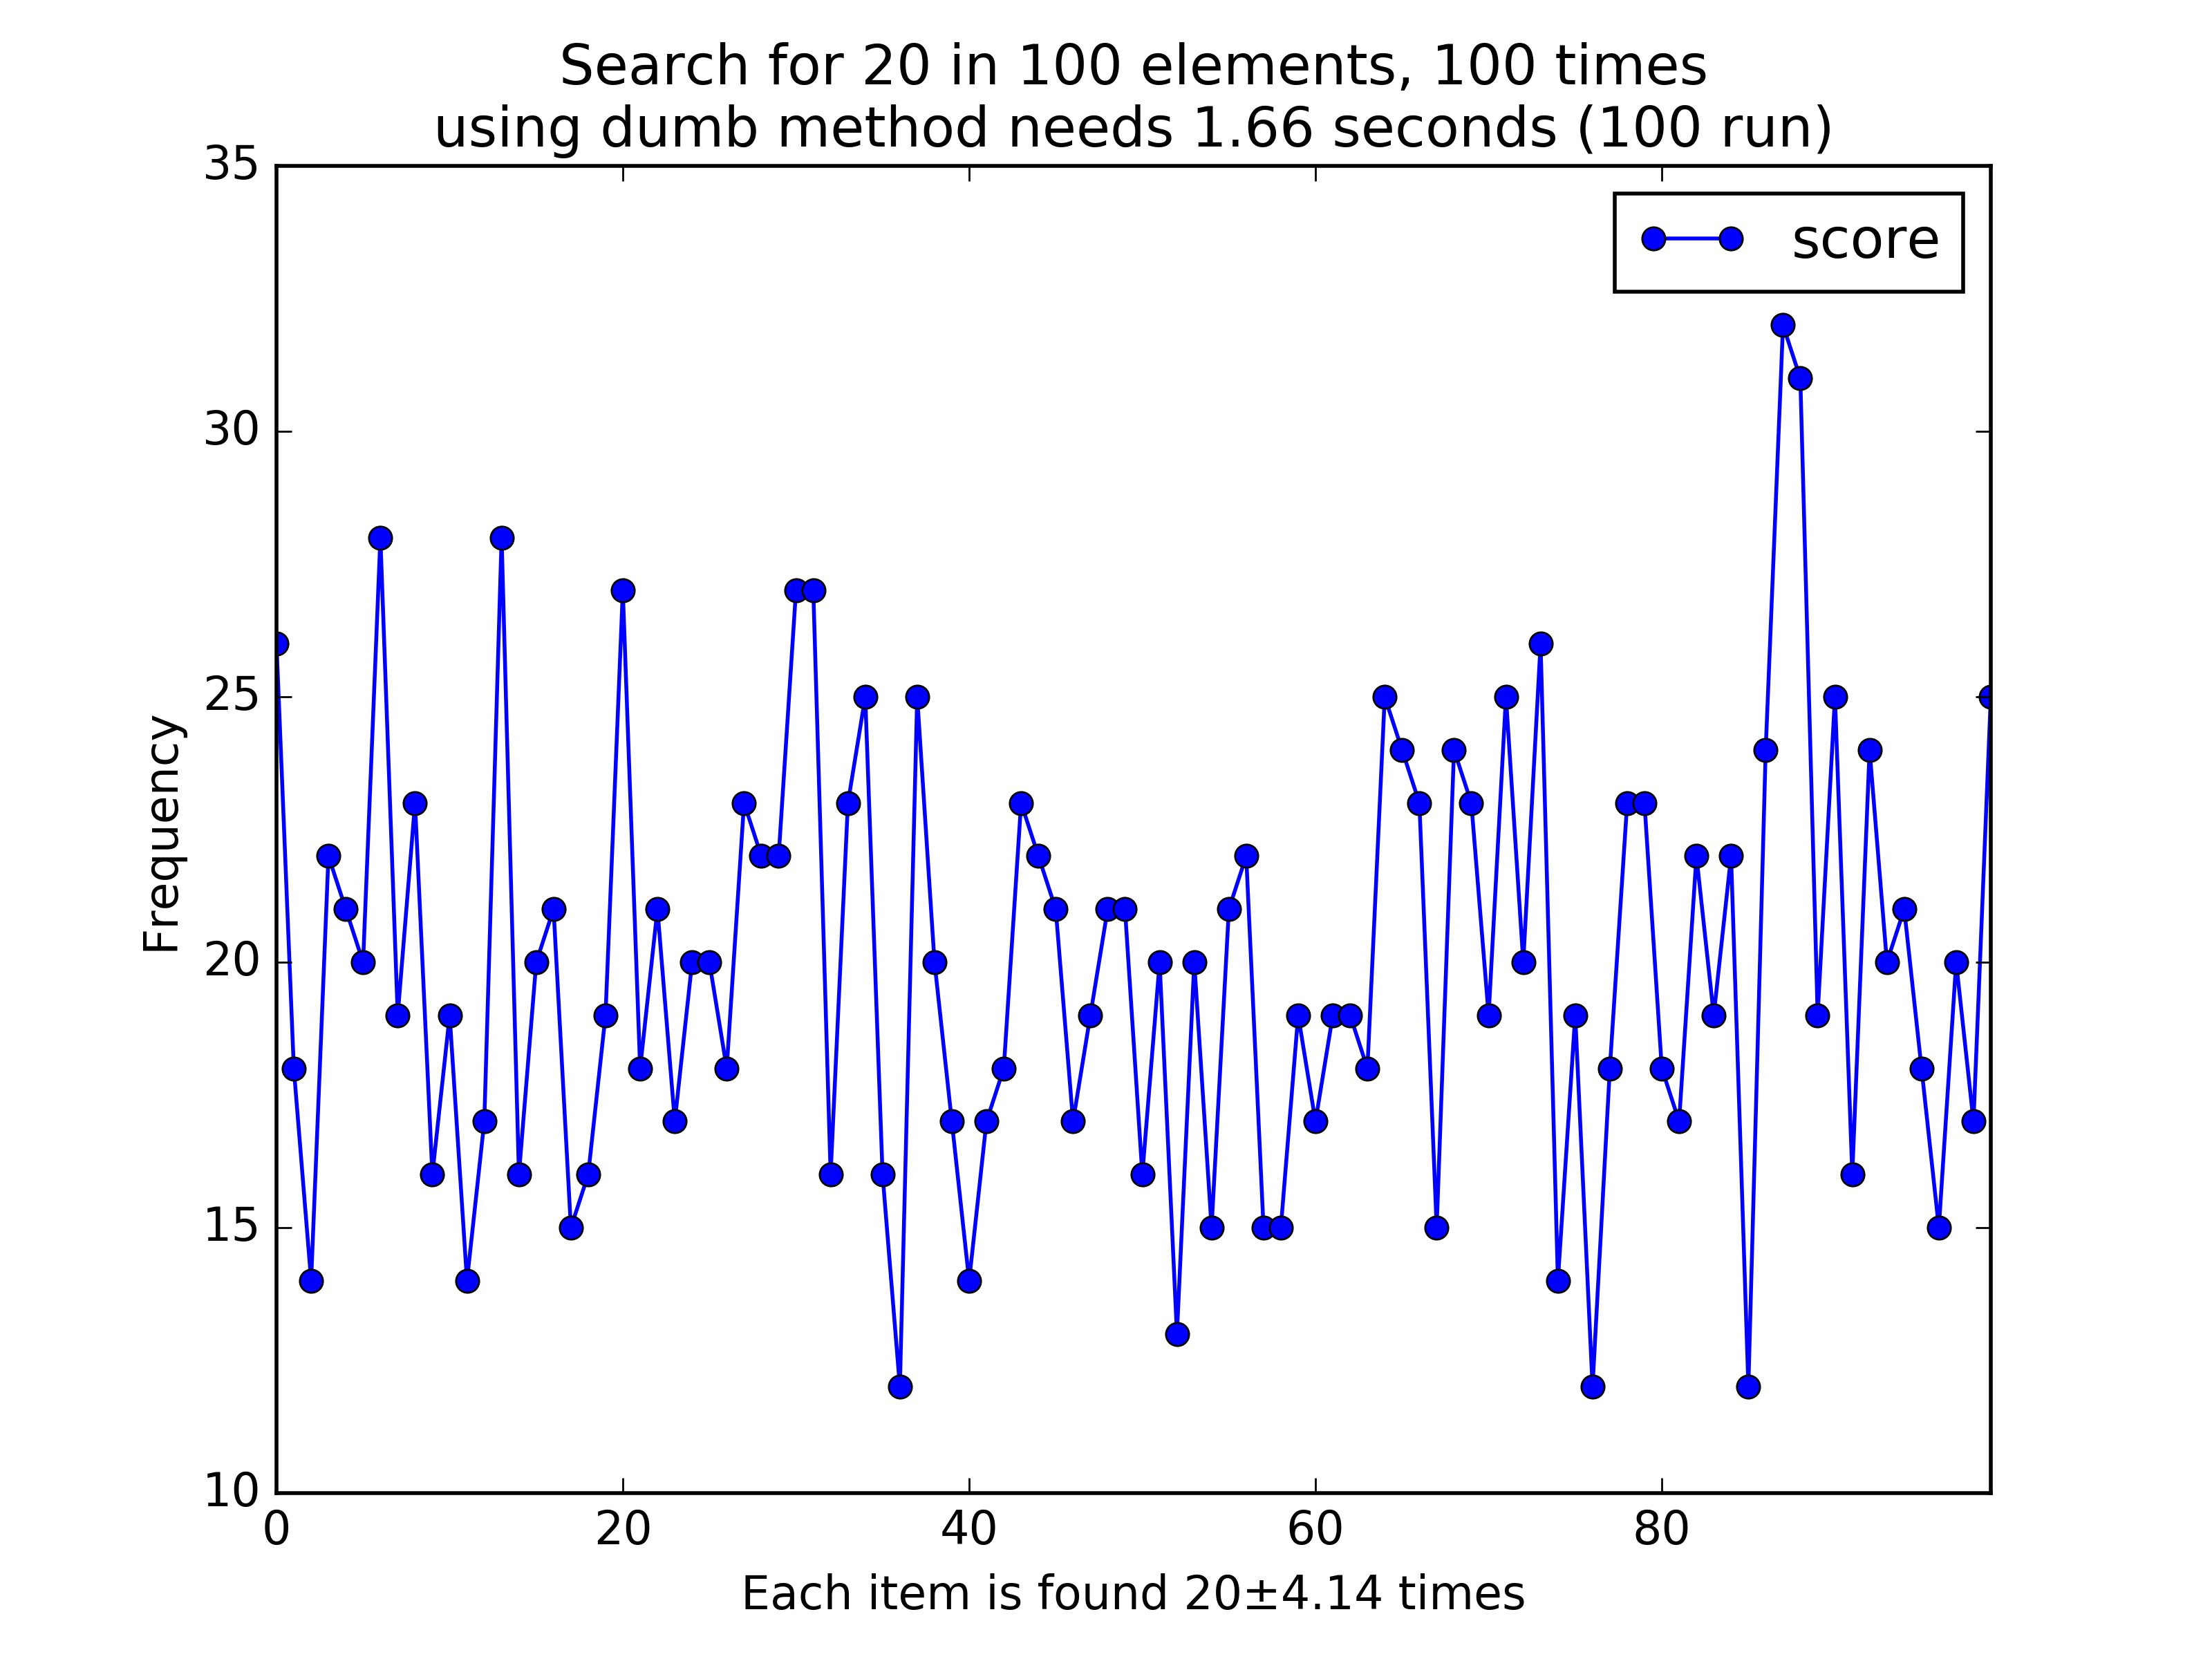 Search for 20 in 100 elements, 100 times
using dumb method needs 1.66 seconds (100 run)
35
score
30
25
Frequency
20
15
10
0 20 40 60 80
Each item is found 20±4.14 times